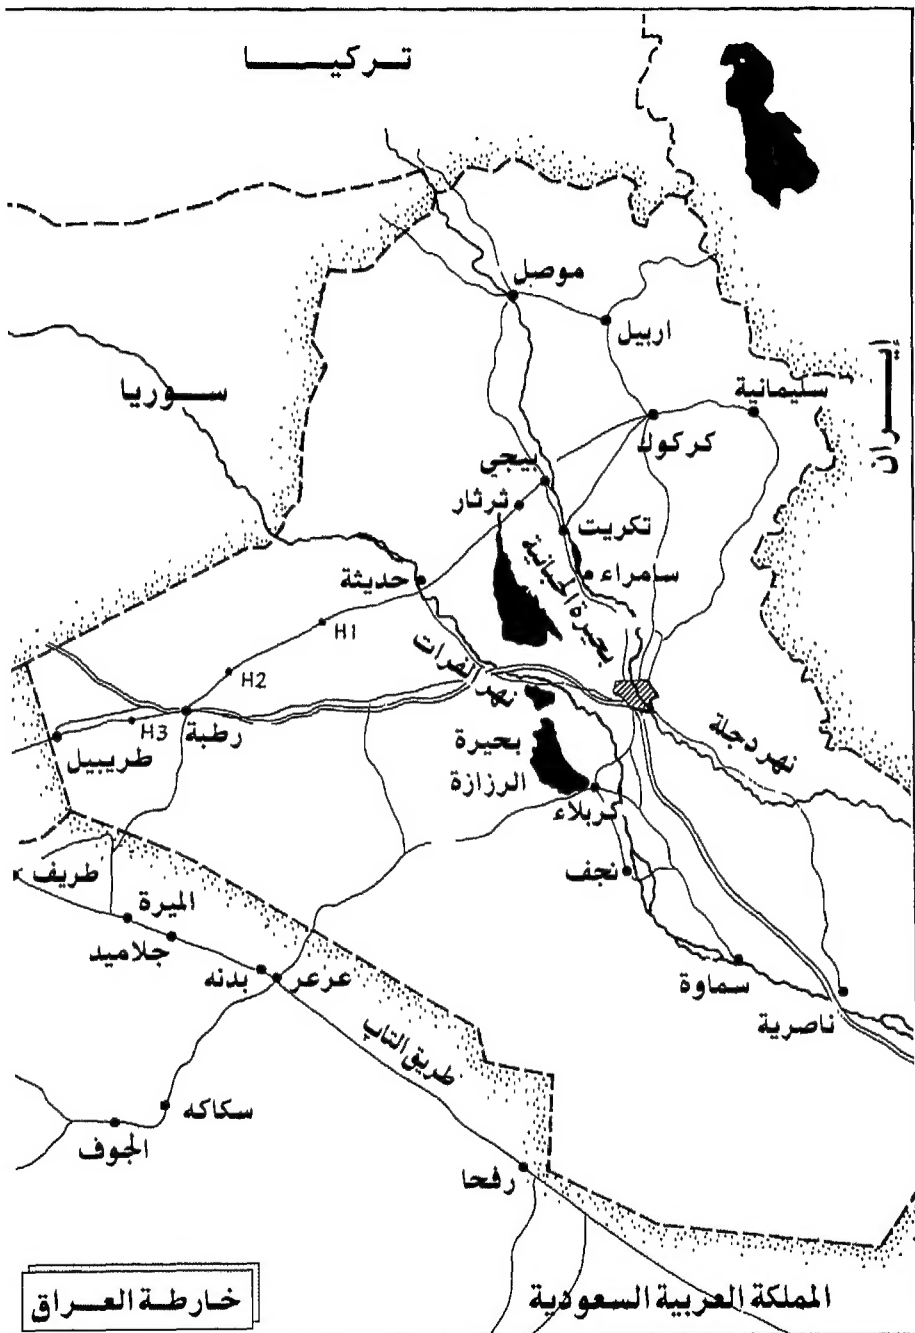 تركيا
موصل
اربيل
إيران
سليمانية
سوريا
كركوك
بيجي
ثرثار
تكريت
بحيرة الحبانية
سامراء
حديثة
H1
نهر الفرات
H2
نهر دجلة
H3
رطبة
طريبيل
بحيرة
الرزازة
كربلاء
نجف
طريف
الميرة
جلاميد
بدنه
عرعر
سماوة
ناصرية
طريق التاب
سكاكه
الجوف
رفحا
المملكة العربية السعودية
خارطة العراق